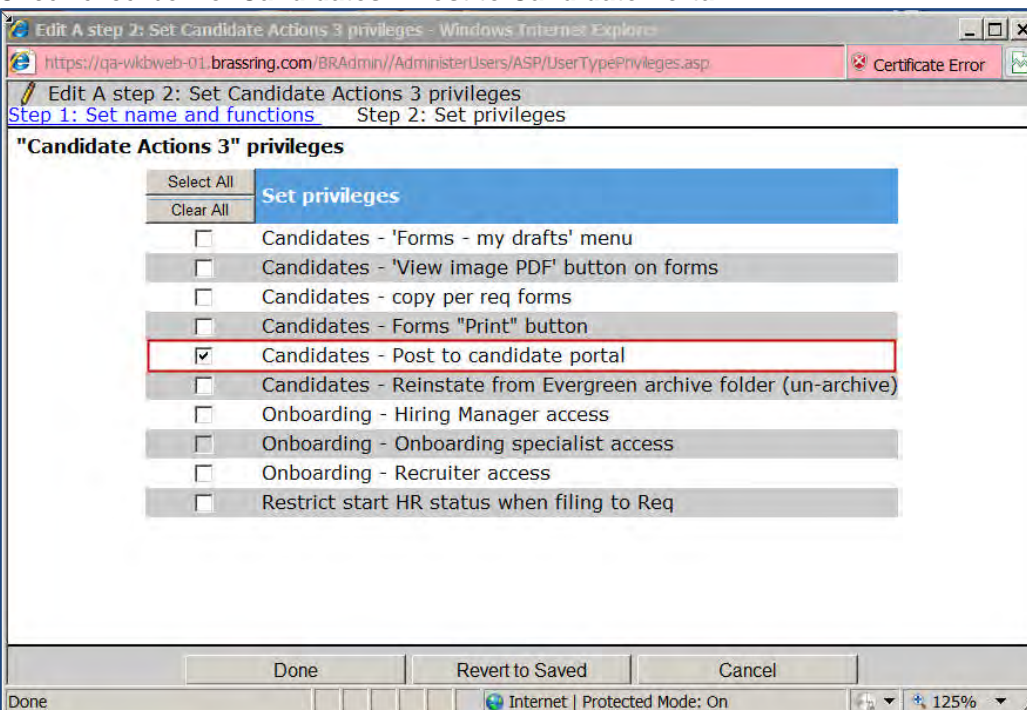 Edit A step 2: Set Candidate Actions 3 privileges - Windows Internet Explorer
https://qa-wkbweb-01.brassring.com/BRAdmin//AdministerUsers/ASP/UserTypePrivileges.asp Certificate Error
Edit A step 2: Set Candidate Actions 3 privileges
Step 1: Set name and functions Step 2: Set privileges
"Candidate Actions 3" privileges
Select All
Set privileges
Clear All
Candidates - 'Forms - my drafts' menu
Candidates - 'View image PDF' button on forms
Candidates - copy per req forms
Candidates - Forms "Print" button
Candidates - Post to candidate portal
Candidates - Reinstate from Evergreen archive folder (un-archive)
Onboarding - Hiring Manager access
Onboarding - Onboarding specialist access
Onboarding - Recruiter access
Restrict start HR status when filing to Req
Done Revert to Saved Cancel
Done Internet | Protected Mode: On 125%